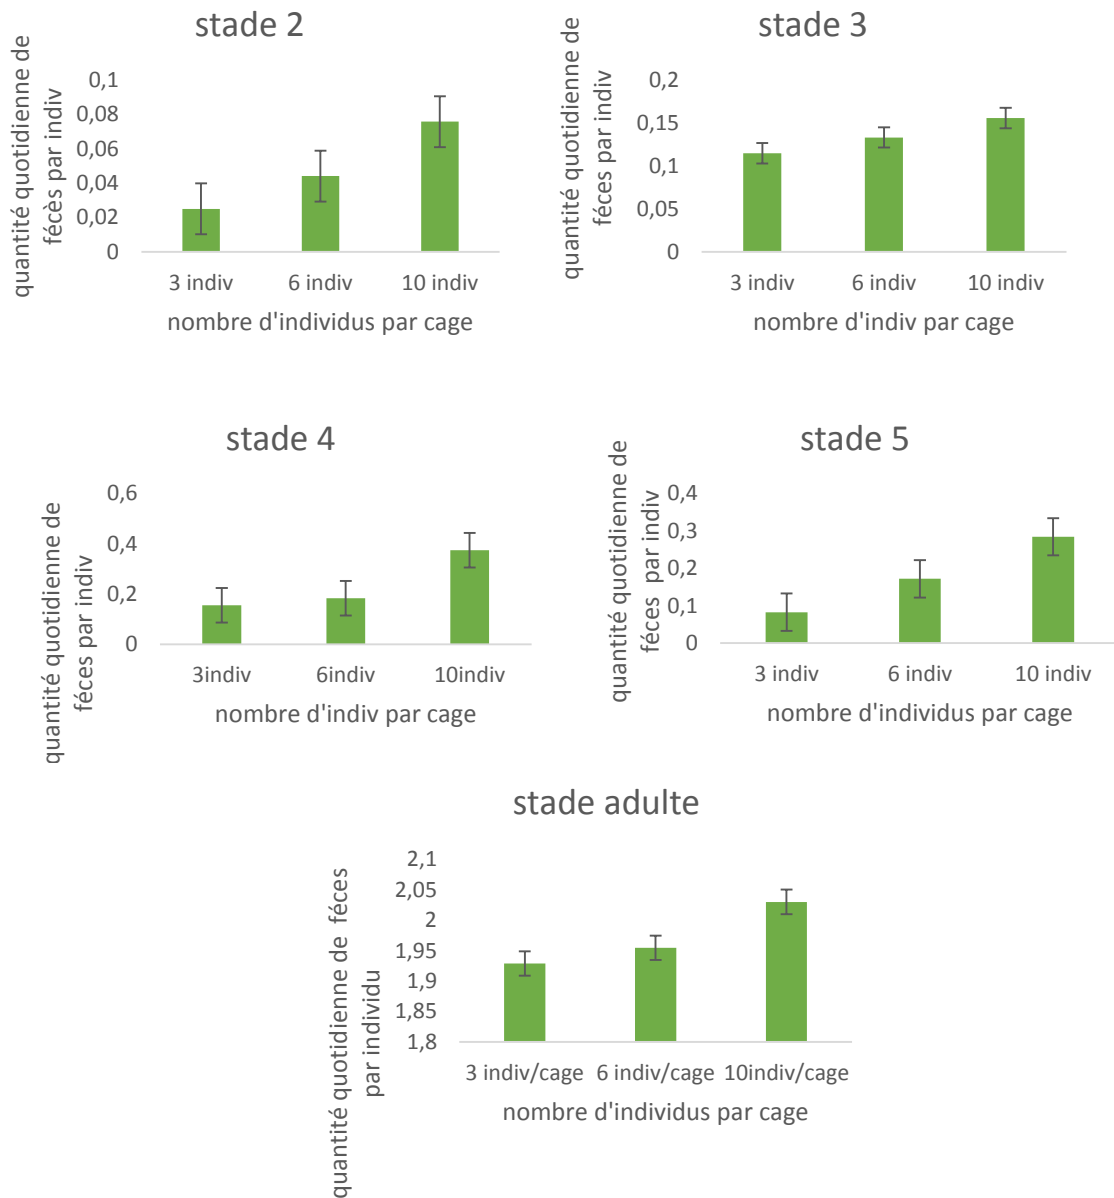 stade 2
quantité quotidienne de
fécès par indiv
0,1
0,08
0,06
0,04
0,02
0
3 indiv 6 indiv 10 indiv
nombre d'individus par cage
stade 3
quantité quotidienne de
féces par indiv
0,2
0,15
0,1
0,05
0
3 indiv 6 indiv 10 indiv
nombre d'indiv par cage
stade 4
quantité quotidienne de
féces par indiv
0,6
0,4
0,2
0
3indiv 6indiv 10indiv
nombre d'indiv par cage
stade 5
quantité quotidienne de
féces par indiv
0,4
0,3
0,2
0,1
0
3 indiv 6 indiv 10 indiv
nombre d'individus par cage
stade adulte
quantité quotidienne de féces
par individu
2,1
2,05
2
1,95
1,9
1,85
1,8
3 indiv/cage 6 indiv/cage 10indiv/cage
nombre d'individus par cage